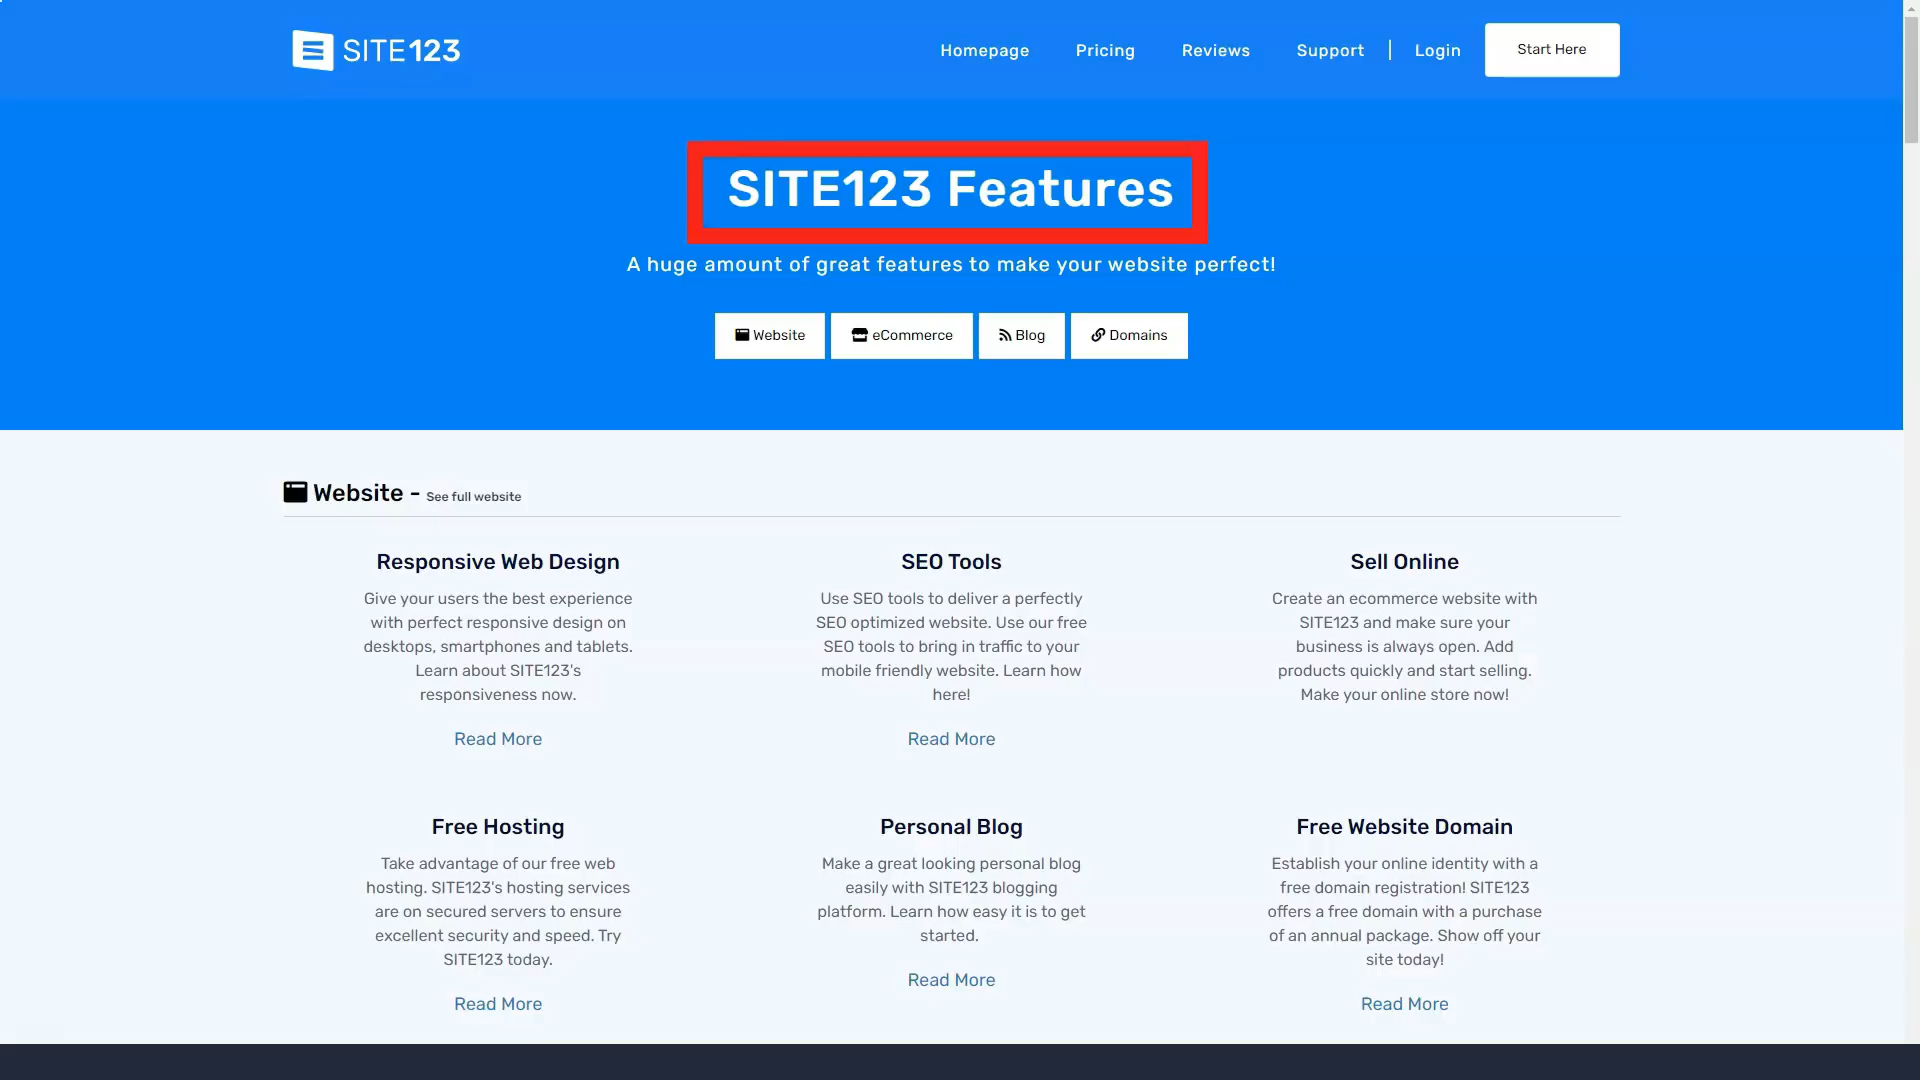 SITE123
Homepage
Pricing
Reviews
Support
Login
Start Here
SITE123 Features
A huge amount of great features to make your website perfect!
Website
eCommerce
Blog
Domains
Website - See full website
Responsive Web Design
Give your users the best experience
with perfect responsive design on
desktops, smartphones and tablets.
Learn about SITE123's
responsiveness now.
Read More
SEO Tools
Use SEO tools to deliver a perfectly
SEO optimized website. Use our free
SEO tools to bring in traffic to your
mobile friendly website. Learn how
here!
Read More
Sell Online
Create an ecommerce website with
SITE123 and make sure your
business is always open. Add
products quickly and start selling.
Make your online store now!
Free Hosting
Take advantage of our free web
hosting. SITE123's hosting services
are on secured servers to ensure
excellent security and speed. Try
SITE123 today.
Read More
Personal Blog
Make a great looking personal blog
easily with SITE123 blogging
platform. Learn how easy it is to get
started.
Read More
Free Website Domain
Establish your online identity with a
free domain registration! SITE123
offers a free domain with a purchase
of an annual package. Show off your
site today!
Read More